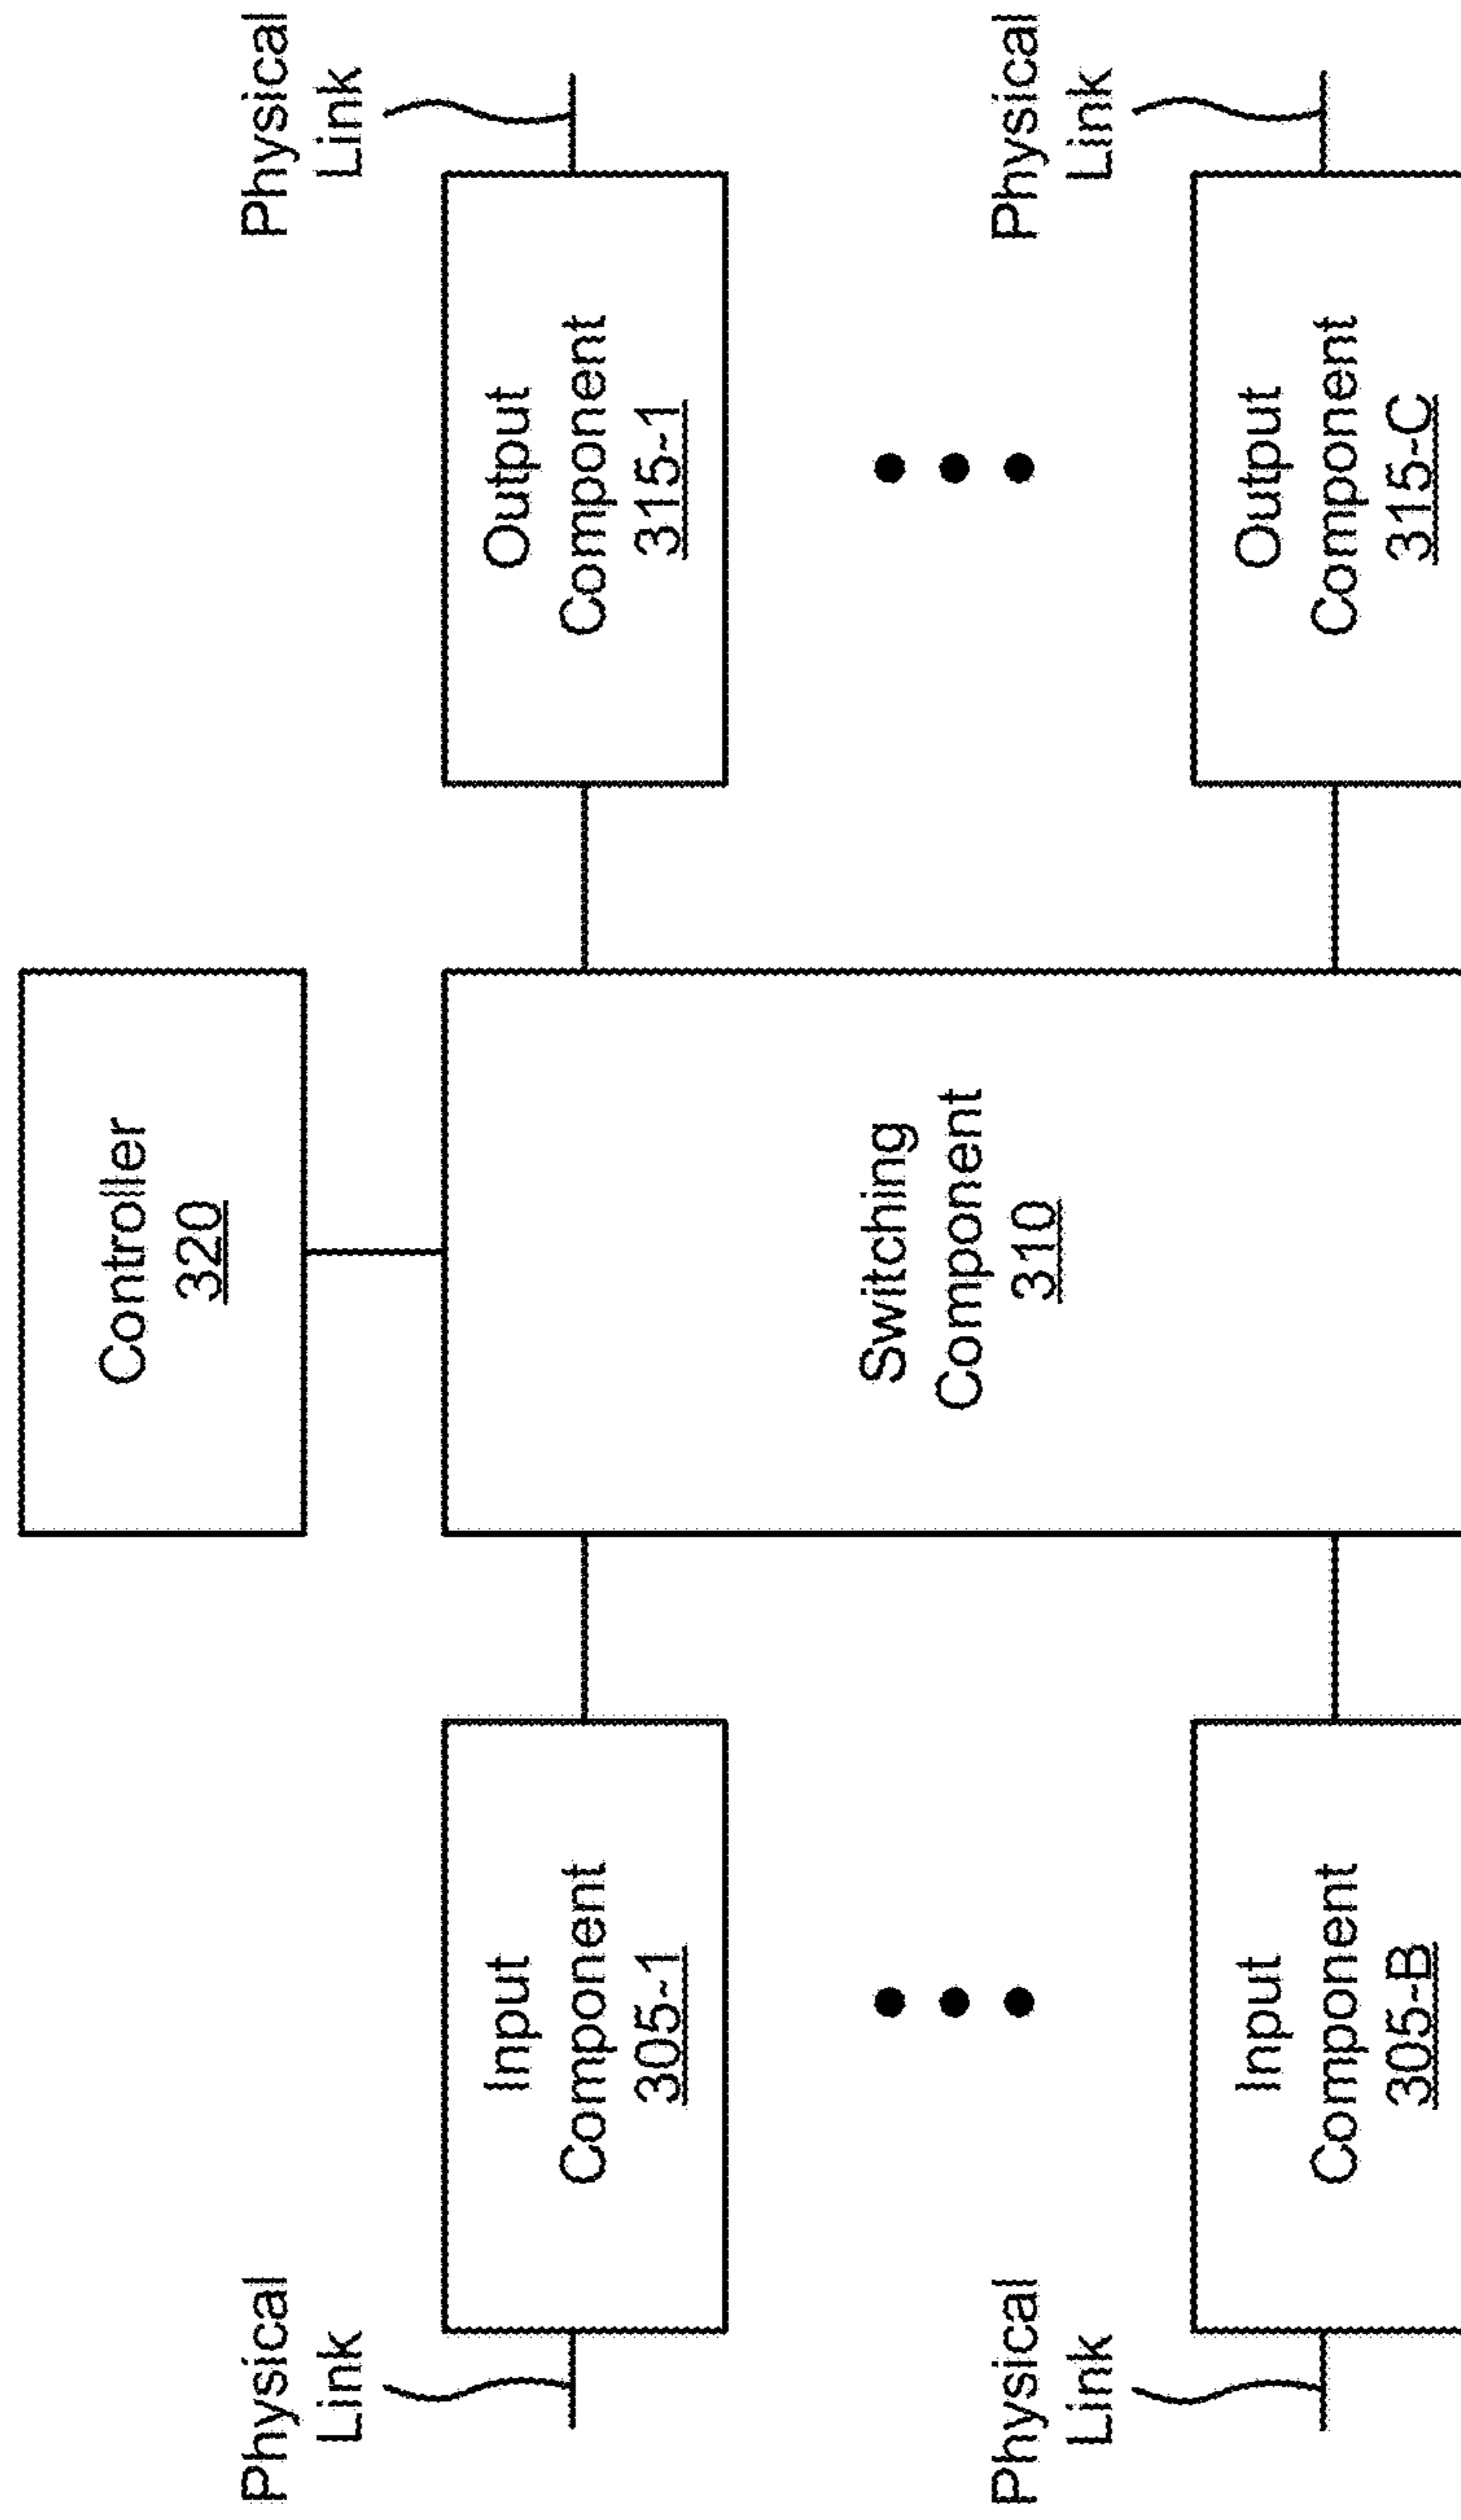 Controller
320
Physical
Link
Physical
Link
Input
Component
305-1
Switching
Component
310
Output
Component
315-1
Physical
Link
Physical
Link
Input
Component
305-B
Output
Component
315-C